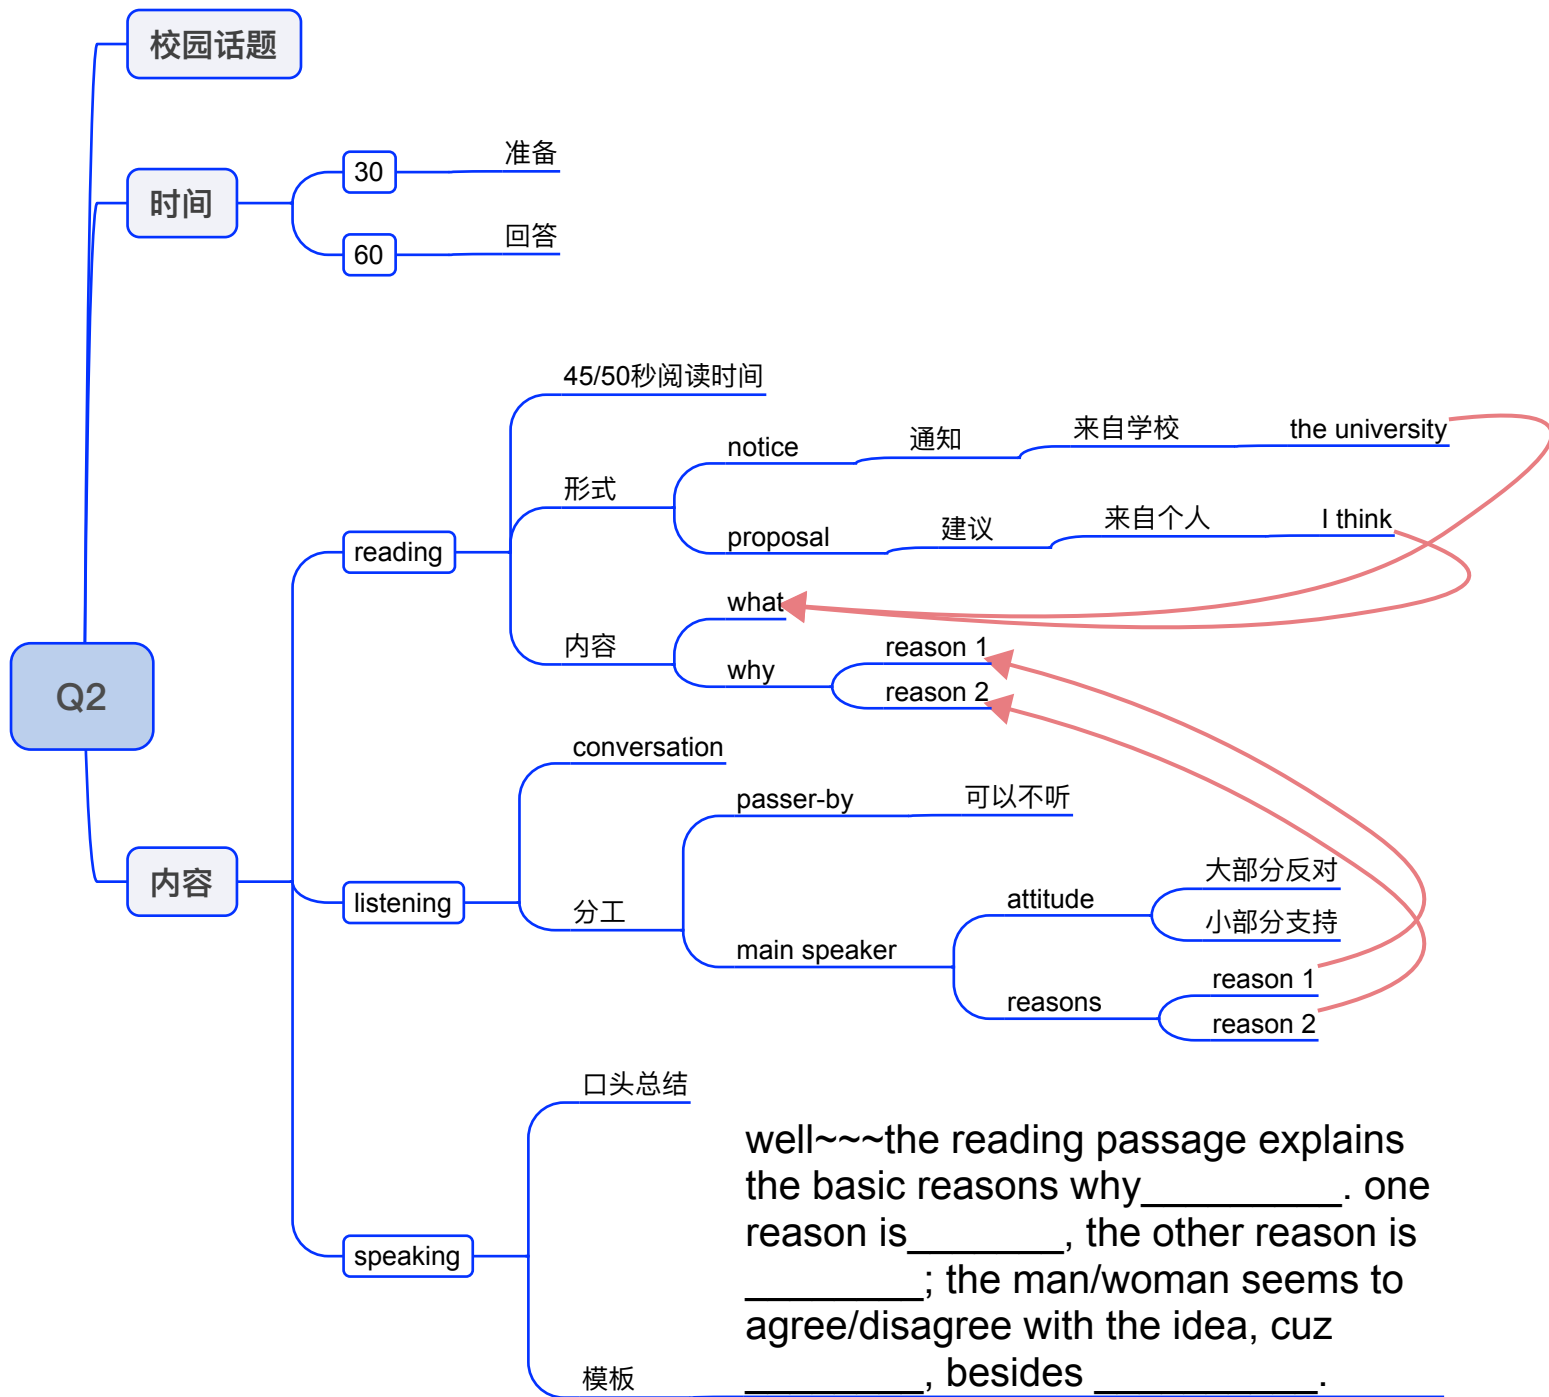 校园话题
时间
30
准备
60
回答
Q2
内容
reading
45/50秒阅读时间
形式
notice
通知
来自学校
the university
proposal
建议
来自个人
I think
内容
what
why
reason 1
reason 2
listening
conversation
分工
passer-by
可以不听
main speaker
attitude
大部分反对
小部分支持
reasons
reason 1
reason 2
speaking
口头总结
模板
well~~~the reading passage explains
the basic reasons why_________. one
reason is_______, the other reason is
________; the man/woman seems to
agree/disagree with the idea, cuz
________, besides __________.